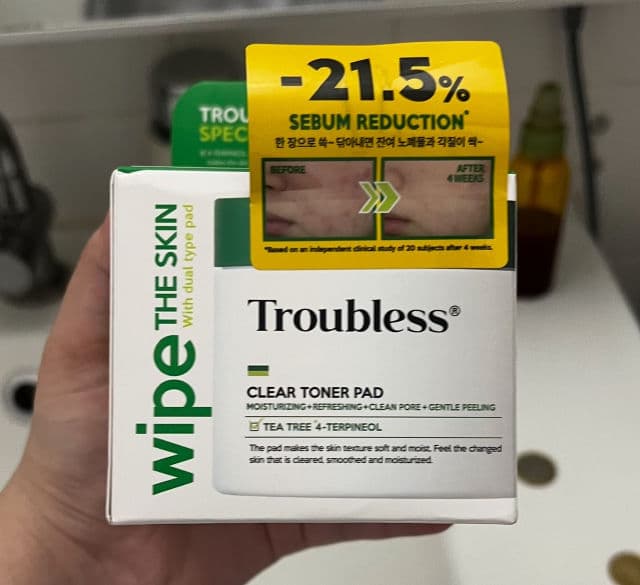 -21.5%
SEBUM REDUCTION*
한 장으로 쓱~ 닦아내면 잔여 노폐물과 각질이 싹~
BEFORE
AFTER
4 WEEKS
*Based on an independent clinical study of 20 subjects after 4 weeks.
TROU
SPEC
wipe THE SKIN
With dual type pad
Troubless®
CLEAR TONER PAD
MOISTURIZING+REFRESHING+CLEAN PORE+GENTLE PEELING
TEA TREE *4-TERPINEOL
The pad makes the skin texture soft and moist. Feel the changed
skin that is cleared, smoothed and moisturized.